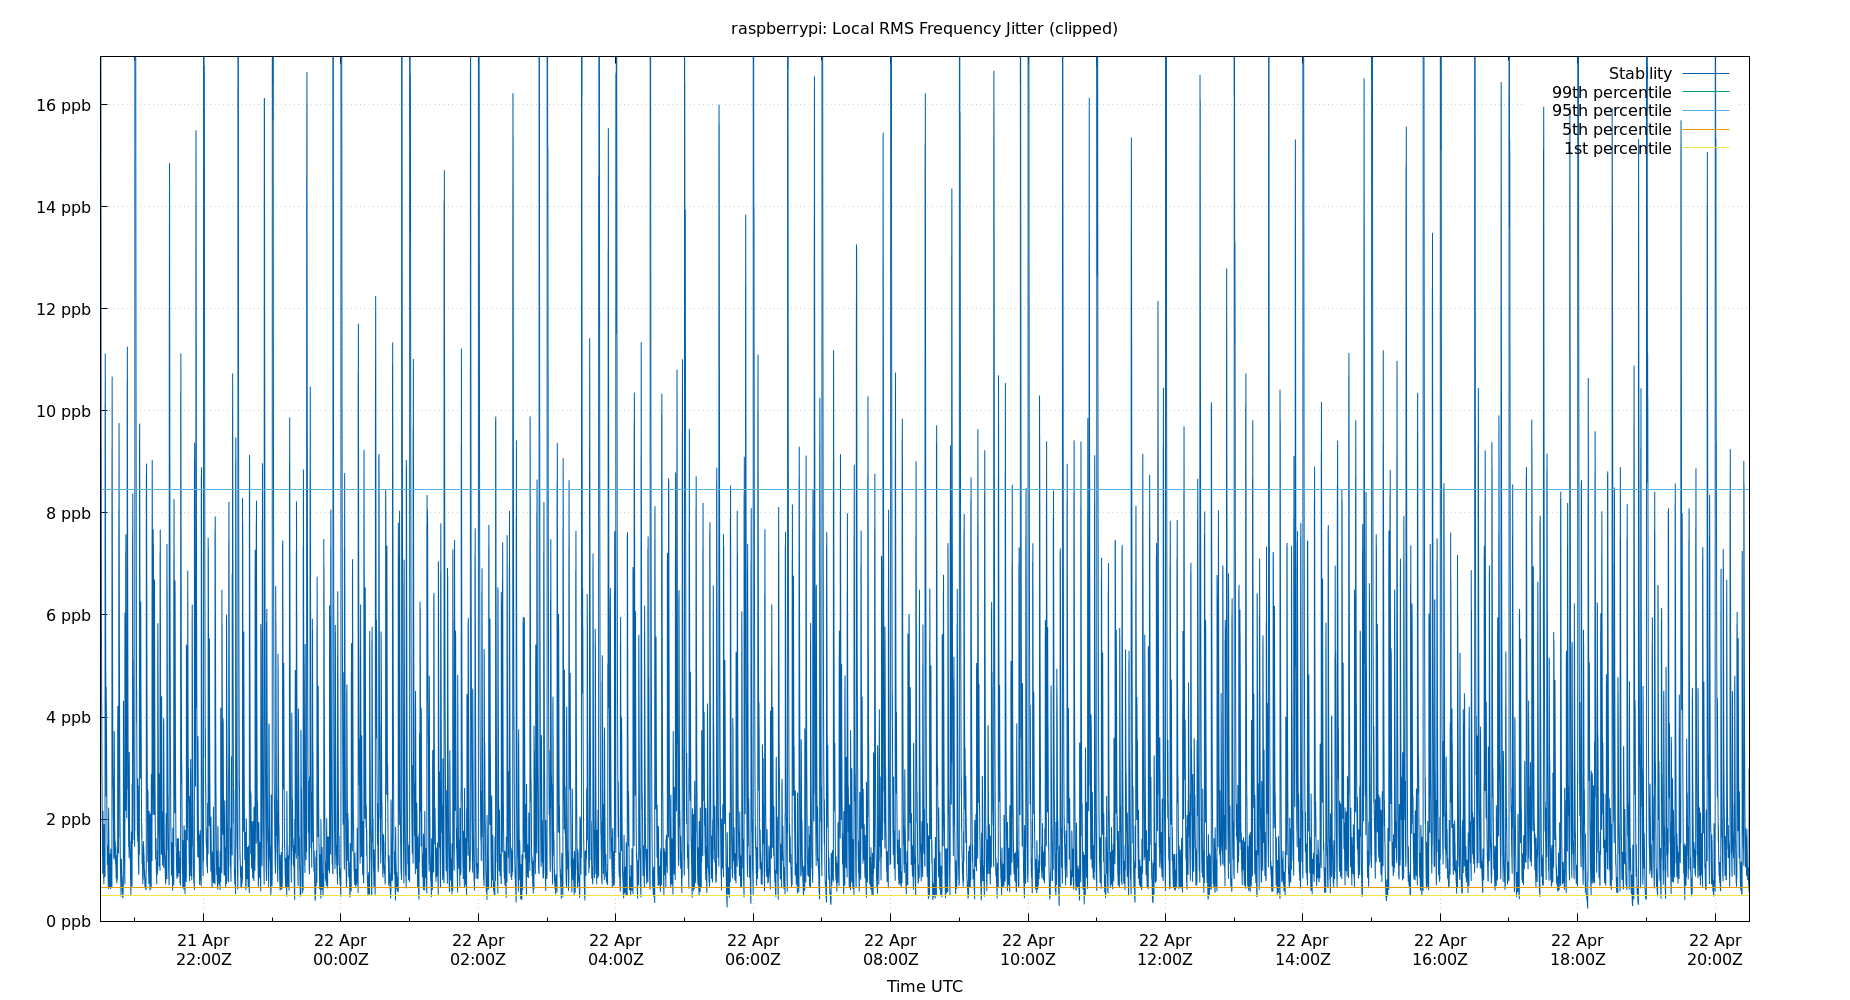 raspberrypi: Local RMS Frequency Jitter (clipped)
Stability
99th percentile
95th percentile
5th percentile
1st percentile
16 ppb
14 ppb
12 ppb
10 ppb
8 ppb
6 ppb
4 ppb
2 ppb
0 ppb
21 Apr 22:00Z
22 Apr 00:00Z
22 Apr 02:00Z
22 Apr 04:00Z
22 Apr 06:00Z
22 Apr 08:00Z
22 Apr 10:00Z
22 Apr 12:00Z
22 Apr 14:00Z
22 Apr 16:00Z
22 Apr 18:00Z
22 Apr 20:00Z
Time UTC